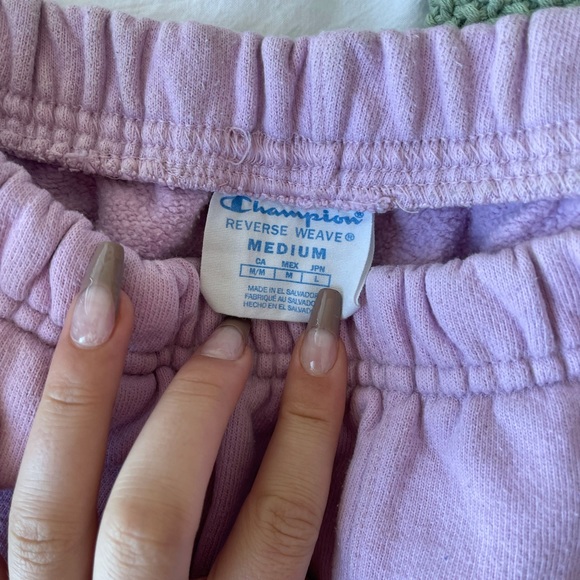 Champion®
REVERSE WEAVE®
MEDIUM
CA MEX JPN
M/M M L
MADE IN EL SALVADOR
FABRIQUÉ AU SALVADOR
HECHO EN EL SALVADOR